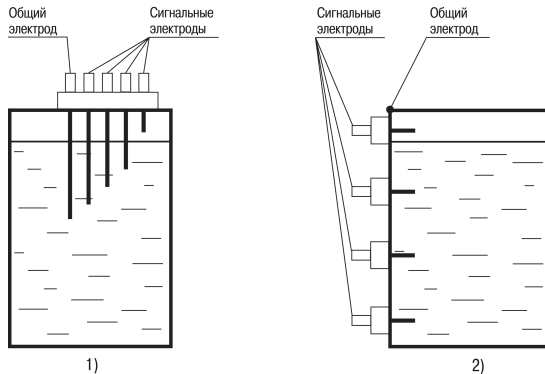 Общий
электрод
Сигнальные
электроды
Сигнальные
электроды
Общий
электрод
1)
2)